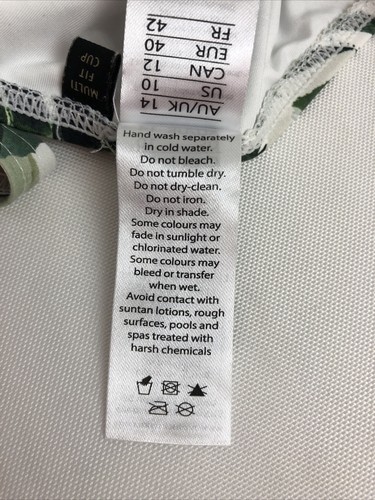 MULTI
FIT
CUP
AU/UK 14
US 10
CAN 12
EUR 40
FR 42
Hand wash separately
in cold water.
Do not bleach.
Do not tumble dry.
Do not dry-clean.
Do not iron.
Dry in shade.
Some colours may
fade in sunlight or
chlorinated water.
Some colours may
bleed or transfer
when wet.
Avoid contact with
suntan lotions, rough
surfaces, pools and
spas treated with
harsh chemicals